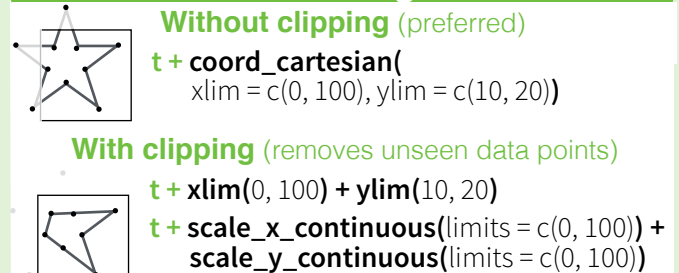 Without clipping (preferred)
t + coord_cartesian(
xlim = c(0, 100), ylim = c(10, 20))
With clipping (removes unseen data points)
t + xlim(0, 100) + ylim(10, 20)
t + scale_x_continuous(limits = c(0, 100)) +
scale_y_continuous(limits = c(0, 100))